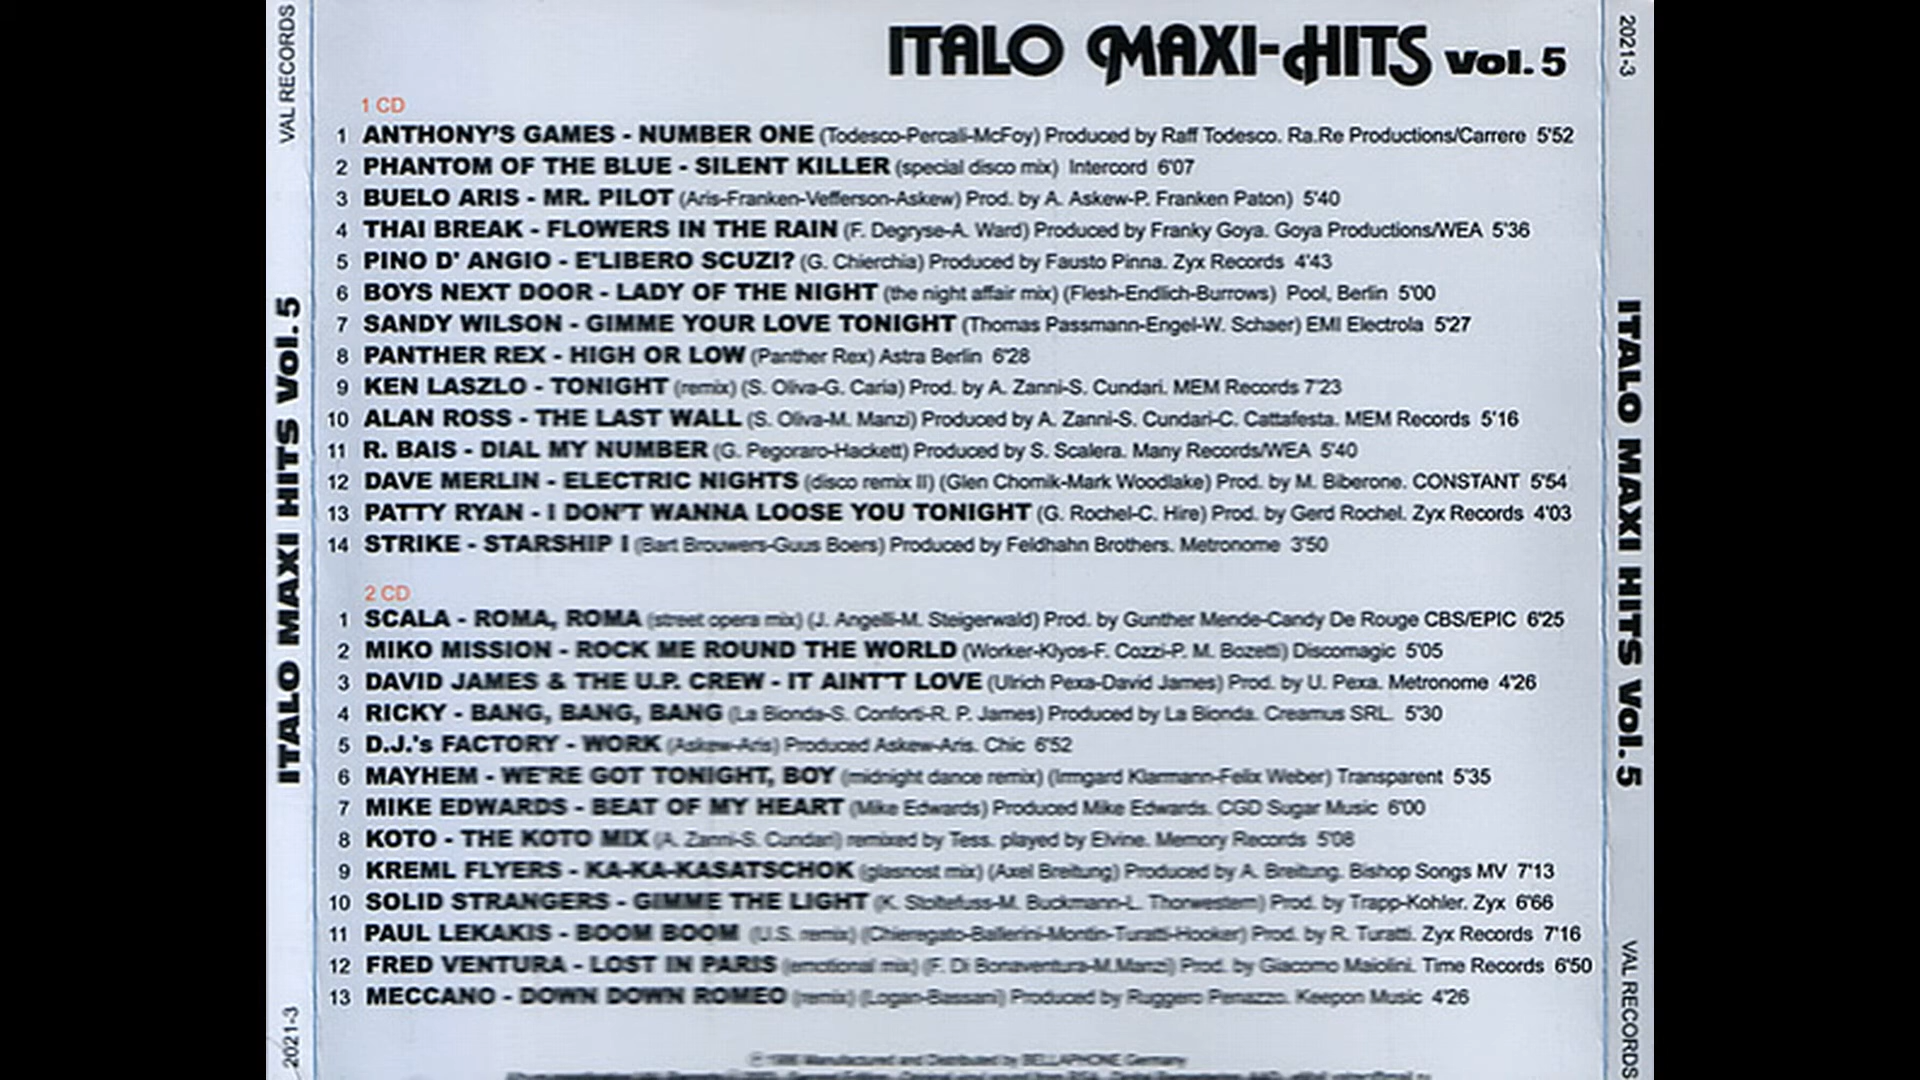 ITALO MAXI-HITS Vol. 5
1 CD
1 ANTHONY'S GAMES - NUMBER ONE (Todesco-Percali-McFoy) Produced by Raff Todesco. Ra.Re Productions/Carrere 5'52
2 PHANTOM OF THE BLUE - SILENT KILLER (special disco mix) Intercord 6'07
3 BUELO ARIS - MR. PILOT (Aris-Franken-Vefferson-Askew) Prod. by A. Askew-P. Franken Paton) 5'40
4 THAI BREAK - FLOWERS IN THE RAIN (F. Degryse-A. Ward) Produced by Franky Goya. Goya Productions/WEA 5'36
5 PINO D' ANGIO - E'LIBERO SCUZI? (G. Chierchia) Produced by Fausto Pinna. Zyx Records 4'43
6 BOYS NEXT DOOR - LADY OF THE NIGHT (the night affair mix) (Flesh-Endlich-Burrows) Pool, Berlin 5'00
7 SANDY WILSON - GIMME YOUR LOVE TONIGHT (Thomas Passmann-Engel-W. Schaer) EMI Electrola 5'27
8 PANTHER REX - HIGH OR LOW (Panther Rex) Astra Berlin 6'28
9 KEN LASZLO - TONIGHT (remix) (S. Oliva-G. Caria) Prod. by A. Zanni-S. Cundari. MEM Records 7'23
10 ALAN ROSS - THE LAST WALL (S. Oliva-M. Manzi) Produced by A. Zanni-S. Cundari-C. Cattafesta. MEM Records 5'16
11 R. BAIS - DIAL MY NUMBER (G. Pegoraro-Hackett) Produced by S. Scalera. Many Records/WEA 5'40
12 DAVE MERLIN - ELECTRIC NIGHTS (disco remix II) (Glen Chomik-Mark Woodlake) Prod. by M. Biberone. CONSTANT 5'54
13 PATTY RYAN - I DON'T WANNA LOOSE YOU TONIGHT (G. Rochel-C. Hire) Prod. by Gerd Rochel. Zyx Records 4'03
14 STRIKE - STARSHIP I (Bart Brouwers-Guus Boers) Produced by Feldhahn Brothers. Metronome 3'50
2 CD
1 SCALA - ROMA, ROMA (street opera mix) (J. Angelli-M. Steigerwald) Prod. by Gunther Mende-Candy De Rouge CBS/EPIC 6'25
2 MIKO MISSION - ROCK ME ROUND THE WORLD (Worker-Klyos-F. Cozzi-P. M. Bozetti) Discomagic 5'05
3 DAVID JAMES & THE U.P. CREW - IT AINT'T LOVE (Ulrich Pexa-David James) Prod. by U. Pexa. Metronome 4'26
4 RICKY - BANG, BANG, BANG (La Bionda-S. Conforti-R. P. James) Produced by La Bionda. Creamus SRL. 5'30
5 D.J.'s FACTORY - WORK (Askew-Aris) Produced Askew-Aris. Chic 6'52
6 MAYHEM - WE'RE GOT TONIGHT, BOY (midnight dance remix) (Irmgard Klarmann-Felix Weber) Transparent 5'35
7 MIKE EDWARDS - BEAT OF MY HEART (Mike Edwards) Produced Mike Edwards. CGD Sugar Music 6'00
8 KOTO - THE KOTO MIX (A. Zanni-S. Cundari) remixed by Tess. played by Elvine. Memory Records 5'08
9 KREML FLYERS - KA-KA-KASATSCHOK (glasnost mix) (Axel Breitung) Produced by A. Breitung. Bishop Songs MV 7'13
10 SOLID STRANGERS - GIMME THE LIGHT (K. Stoltefuss-M. Buckmann-L. Thorwestern) Prod. by Trapp-Kohler. Zyx 6'66
11 PAUL LEKAKIS - BOOM BOOM (U.S. remix) (Chieregato-Ballerini-Montin-Turatti-Hooker) Prod. by R. Turatti. Zyx Records 7'16
12 FRED VENTURA - LOST IN PARIS (emotional mix) (F. Di Bonaventura-M.Manzi) Prod. by Giacomo Maiolini. Time Records 6'50
13 MECCANO - DOWN DOWN ROMEO (remix) (Logan-Bassani) Produced by Ruggero Penazzo. Keepon Music 4'26
Manufactured and Distributed by BELLAPHONE Germany
VAL RECORDS
ITALO MAXI HITS Vol. 5
2021-3
2021-3
ITALO MAXI HITS Vol. 5
VAL RECORDS